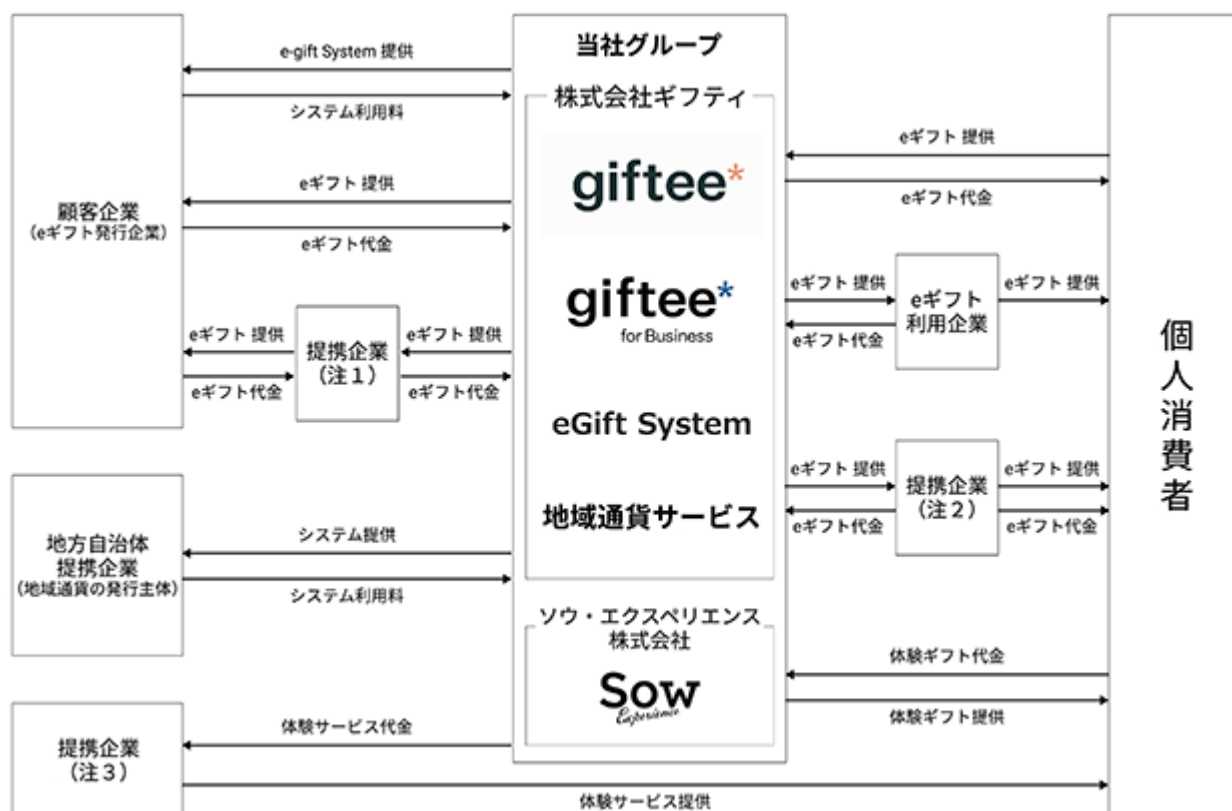 当社グループ
株式会社ギフティ
giftee*
giftee*
for Business
eGift System
地域通貨サービス
ソウ・エクスペリエンス
株式会社
Sow
Experience
e-gift System 提供
システム利用料
eギフト 提供
eギフト代金
顧客企業
(eギフト発行企業)
eギフト 提供
eギフト代金
提携企業
(注1)
eギフト 提供
eギフト代金
地方自治体
提携企業
(地域通貨の発行主体)
システム提供
システム利用料
提携企業
(注3)
体験サービス代金
体験サービス提供
eギフト 提供
eギフト代金
eギフト 提供
eギフト代金
eギフト
利用企業
eギフト 提供
eギフト 提供
eギフト代金
提携企業
(注2)
eギフト 提供
eギフト代金
体験ギフト代金
体験ギフト提供
個人消費者